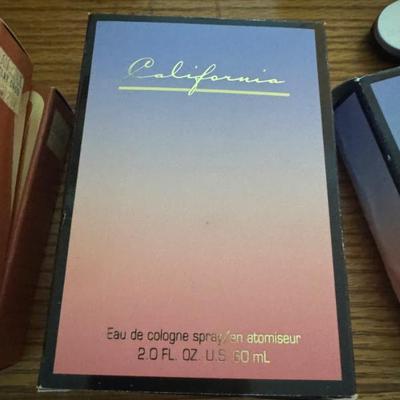 California
Eau de cologne spray/en atomiseur
2.0 FL. OZ. U.S. 60 mL